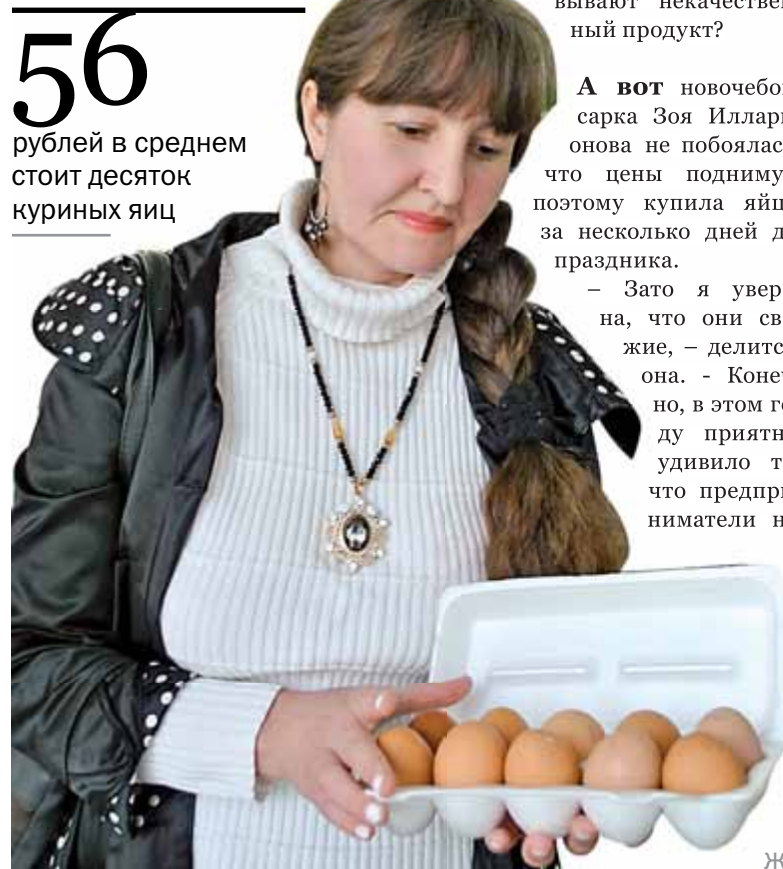 56
рублей в среднем
стоит десяток
куриных яиц
вывают некачествен
ный продукт?
А вот новочебок
сарка Зоя Иллари
онова не побоялас
что цены подниму
поэтому купила яйц
за несколько дней д
праздника.
– Зато я увер
на, что они св
жие, – делитс
она. - Конеч
но, в этом го
ду приятн
удивило т
что предпри
ниматели н
Ж